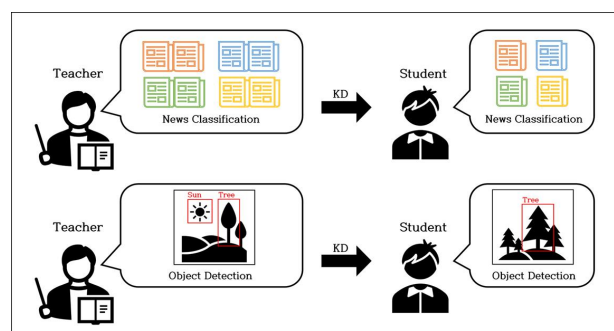 Teacher
News Classification
KD
Student
News Classification
Teacher
Sun
Tree
Object Detection
KD
Student
Tree
Object Detection